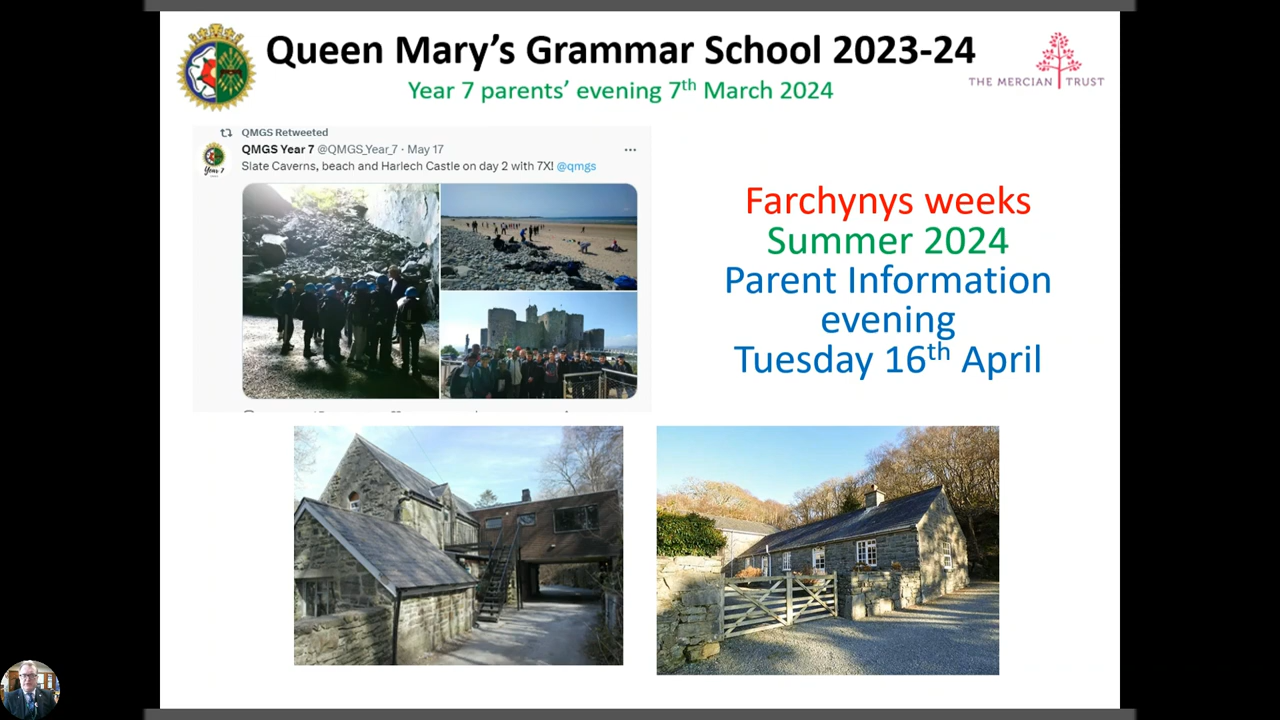 Queen Mary's Grammar School 2023-24
Year 7 parents' evening 7th March 2024
THE MERCIAN TRUST
QMGS Retweeted
QMGS Year 7 @QMGS_Year_7 · May 17
Slate Caverns, beach and Harlech Castle on day 2 with 7X! @qmgs
Year 7
Farchynys weeks
Summer 2024
Parent Information
evening
Tuesday 16th April